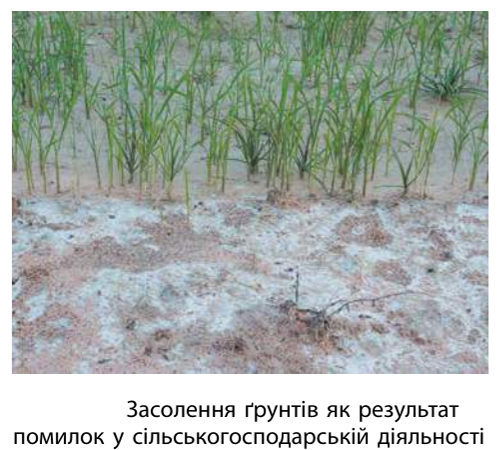 Засолення ґрунтів як результат
помилок у сільськогосподарській діяльності